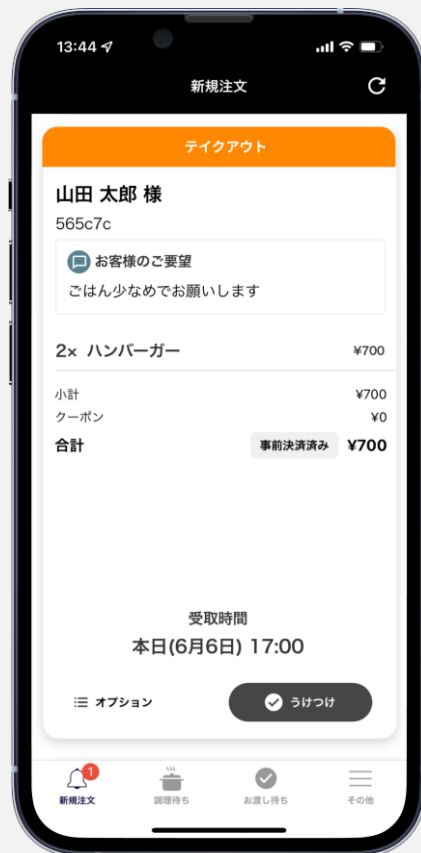 13:44
新規注文
テイクアウト
山田 太郎 様
565c7c
お客様のご要望
ごはん少なめでお願いします
2× ハンバーガー ¥700
小計 ¥700
クーポン ¥0
合計 事前決済済み ¥700
受取時間
本日(6月6日) 17:00
オプション うけつけ
1
新規注文 調理待ち お渡し待ち その他